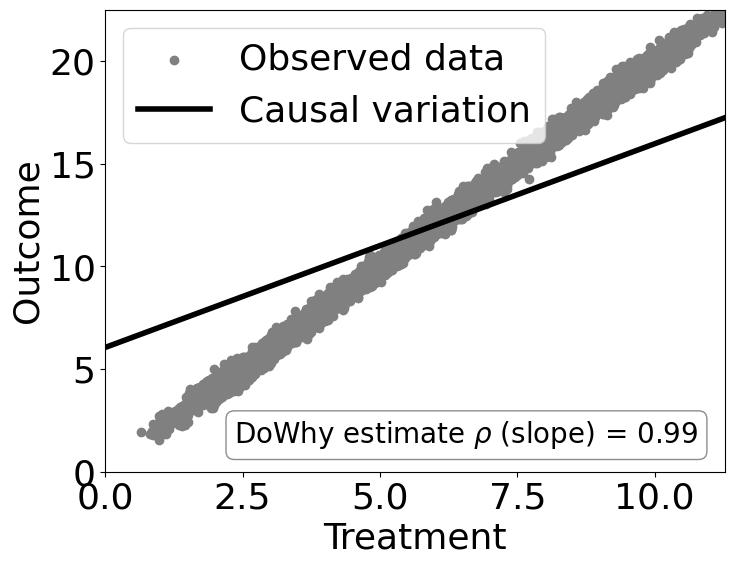 Observed data
Causal variation
20
15
10
5
0
Outcome
DoWhy estimate ρ (slope) = 0.99
0.0 2.5 5.0 7.5 10.0
Treatment